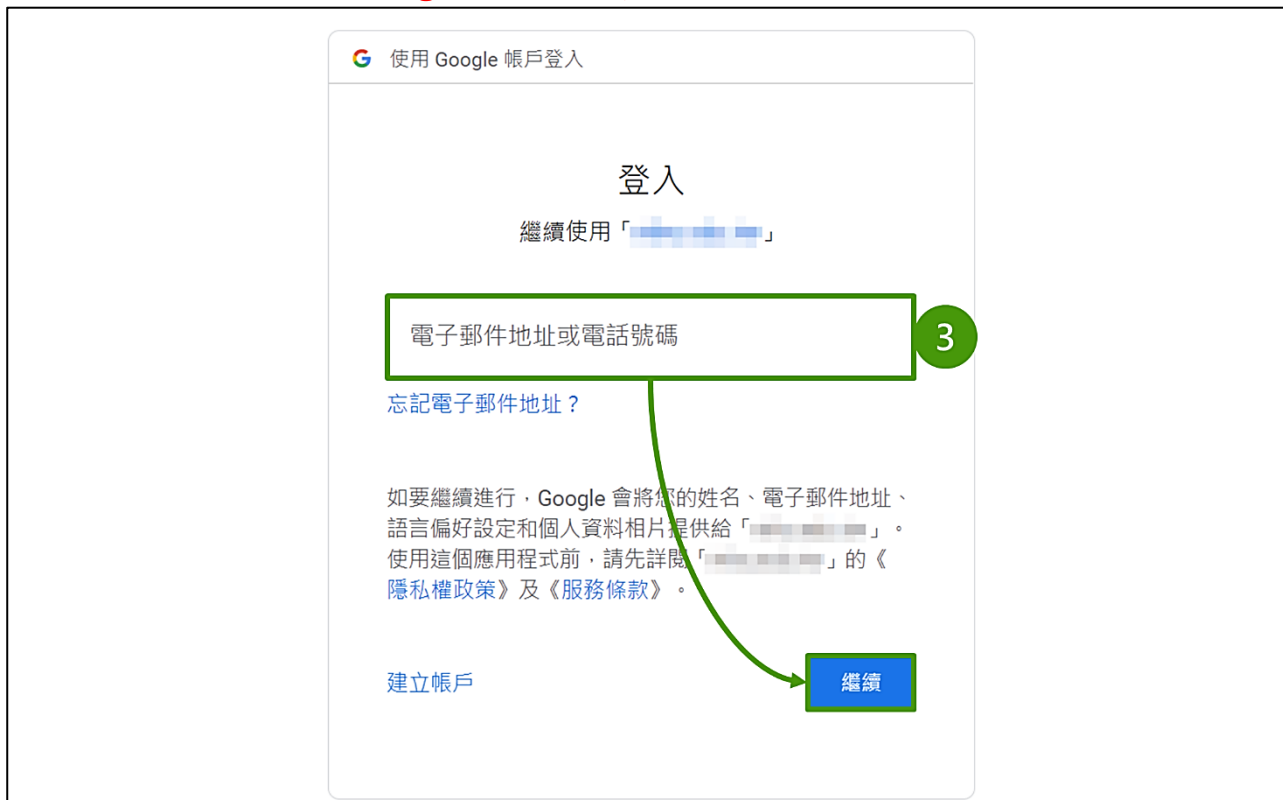 使用 Google 帳戶登入
登入
繼續使用「」
電子郵件地址或電話號碼
3
忘記電子郵件地址？
如要繼續進行，Google 會將您的姓名、電子郵件地址、
語言偏好設定和個人資料相片提供給「」。
使用這個應用程式前，請先詳閱「」的《
隱私權政策》及《服務條款》。
建立帳戶
繼續